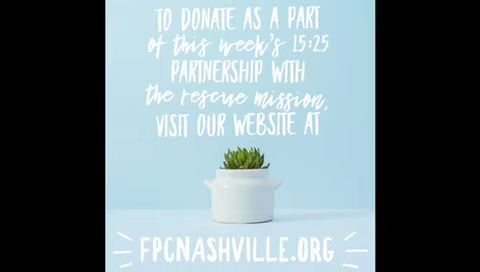 TO DONATE AS A PART
of this week's 15:25
PARTNERSHIP WITH
the rescue mission,
VISIT OUR WEBSITE AT
FPCNASHVILLE.ORG